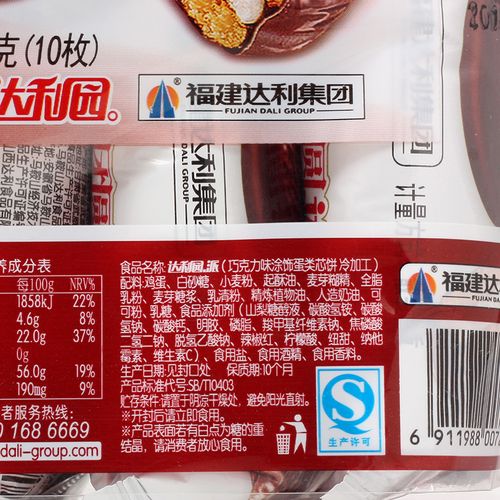 克(10枚)
达利园®
福建达利集团®
FUJIAN DALI GROUP
达利集团
DALI GROUP
计量
养成分表
每100g NRV%
1858kJ 22%
4.6g 8%
22.0g 37%
0g
56.0g 19%
190mg 9%
者服务热线:
0 168 6669
dali-group.com
食品名称:达利园.派(巧克力味涂饰蛋类芯饼 冷加工)
配料:鸡蛋、白砂糖、小麦粉、起酥油、麦芽糊精、全脂
乳粉、麦芽糖浆、乳清粉、精炼植物油、人造奶油、可
可粉、乳糖、食品添加剂(山梨糖醇液、碳酸氢铵、碳酸
氢钠、碳酸钙、明胶、磷脂、羧甲基纤维素钠、焦磷酸
二氢二钠、脱氢乙酸钠、辣椒红、柠檬酸、纽甜、纳他
霉素、维生素C)、食用盐、食用酒精、食用香料。
生产日期:见封口处 保质期:10个月
产品标准代号:SB/T10403
贮存条件:请置于阴凉干燥处,避免阳光直射。
※开封后请立即食用。
※产品表面若有白点为糖的重
结晶,请消费者放心食用。
生产许可
福建达
FUJIAN DALI
6 911988 007